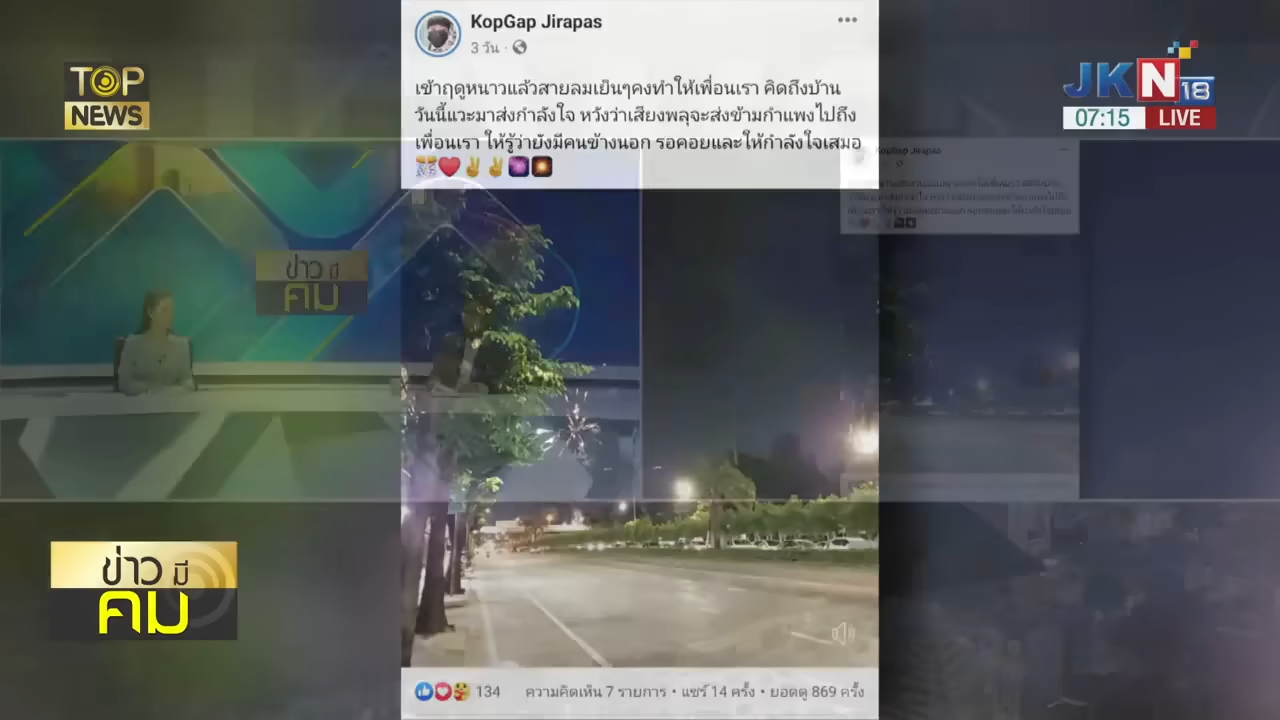 KopGap Jirapas
3 วัน
เข้าฤดูหนาวแล้วสายลมเย็นๆคงทำให้เพื่อนเรา คิดถึงบ้าน
วันนี้แวะมาส่งกำลังใจ หวังว่าเสียงพลุจะส่งข้ามกำแพงไปถึง
เพื่อนเรา ให้รู้ว่ายังมีคนข้างนอก รอคอยและให้กำลังใจเสมอ
🎊❤️✌️✌️🎆🎇
TOP
NEWS
JKN18
07:15 LIVE
KopGap Jirapas
ข่าวมี
คม
ข่าวมี
คม
134 ความคิดเห็น 7 รายการ • แชร์ 14 ครั้ง • ยอดดู 869 ครั้ง